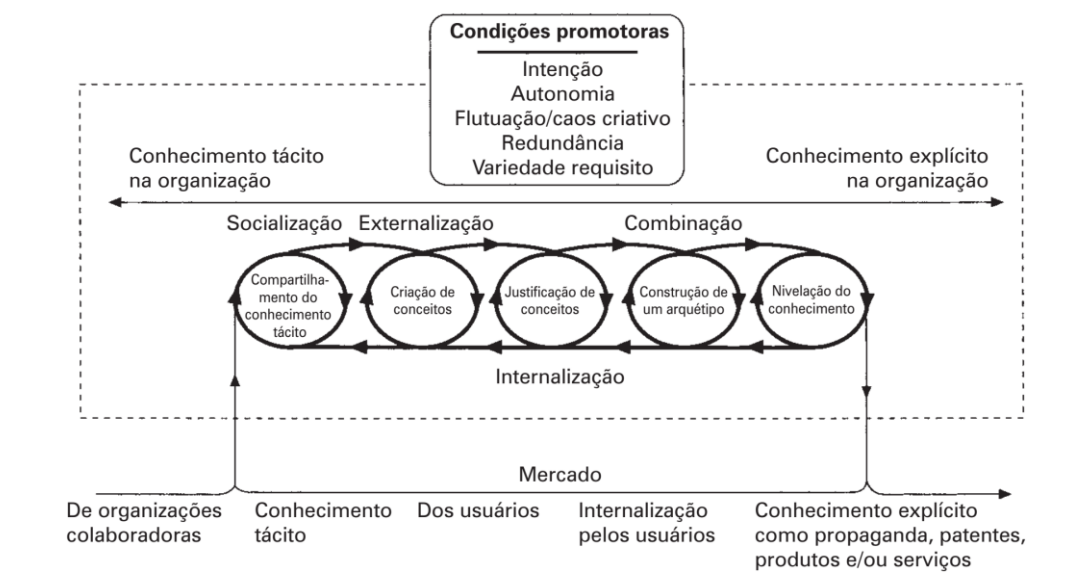 Condições promotoras
Intenção
Autonomia
Flutuação/caos criativo
Redundância
Variedade requisito
Conhecimento tácito
na organização
Conhecimento explícito
na organização
Socialização
Externalização
Combinação
Compartilha-
mento do
conhecimento
tácito
Criação de
conceitos
Justificação de
conceitos
Construção de
um arquétipo
Nivelação do
conhecimento
Internalização
Mercado
De organizações
colaboradoras
Conhecimento
tácito
Dos usuários
Internalização
pelos usuários
Conhecimento explícito
como propaganda, patentes,
produtos e/ou serviços